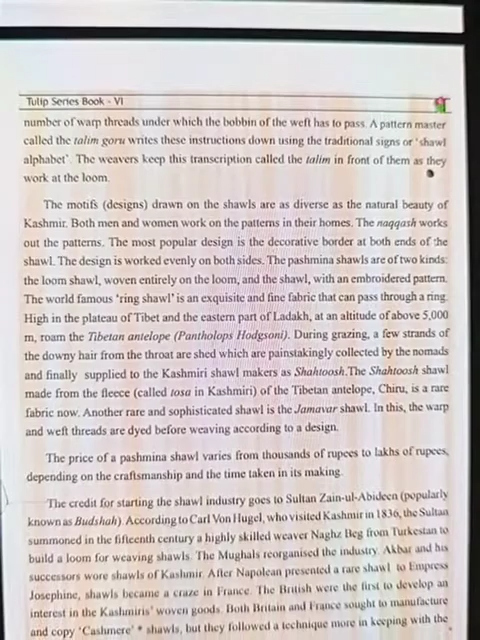 Tulip Series Book - VI
number of warp threads under which the bobbin of the weft has to pass. A pattern master
called the talim goru writes these instructions down using the traditional signs or 'shawl
alphabet'. The weavers keep this transcription called the talim in front of them as they
work at the loom.
The motifs (designs) drawn on the shawls are as diverse as the natural beauty of
Kashmir. Both men and women work on the patterns in their homes. The naqqash works
out the patterns. The most popular design is the decorative border at both ends of the
shawl. The design is worked evenly on both sides. The pashmina shawls are of two kinds:
the loom shawl, woven entirely on the loom, and the shawl, with an embroidered pattern.
The world famous 'ring shawl' is an exquisite and fine fabric that can pass through a ring.
High in the plateau of Tibet and the eastern part of Ladakh, at an altitude of above 5,000
m, roam the Tibetan antelope (Pantholops Hodgsoni). During grazing, a few strands of
the downy hair from the throat are shed which are painstakingly collected by the nomads
and finally supplied to the Kashmiri shawl makers as Shahtoosh.The Shahtoosh shawl
made from the fleece (called tosa in Kashmiri) of the Tibetan antelope, Chiru, is a rare
fabric now. Another rare and sophisticated shawl is the Jamavar shawl. In this, the warp
and weft threads are dyed before weaving according to a design.
The price of a pashmina shawl varies from thousands of rupees to lakhs of rupees,
depending on the craftsmanship and the time taken in its making.
The credit for starting the shawl industry goes to Sultan Zain-ul-Abideen (popularly
known as Budshah). According to Carl Von Hugel, who visited Kashmir in 1836, the Sultan
summoned in the fifteenth century a highly skilled weaver Naghz Beg from Turkestan to
build a loom for weaving shawls. The Mughals reorganised the industry. Akbar and his
successors wore shawls of Kashmir. After Napolean presented a rare shawl to Empress
Josephine, shawls became a craze in France. The British were the first to develop an
interest in the Kashmiris' woven goods. Both Britain and France sought to manufacture
and copy 'Cashmere' * shawls, but they followed a technique more in keeping with the